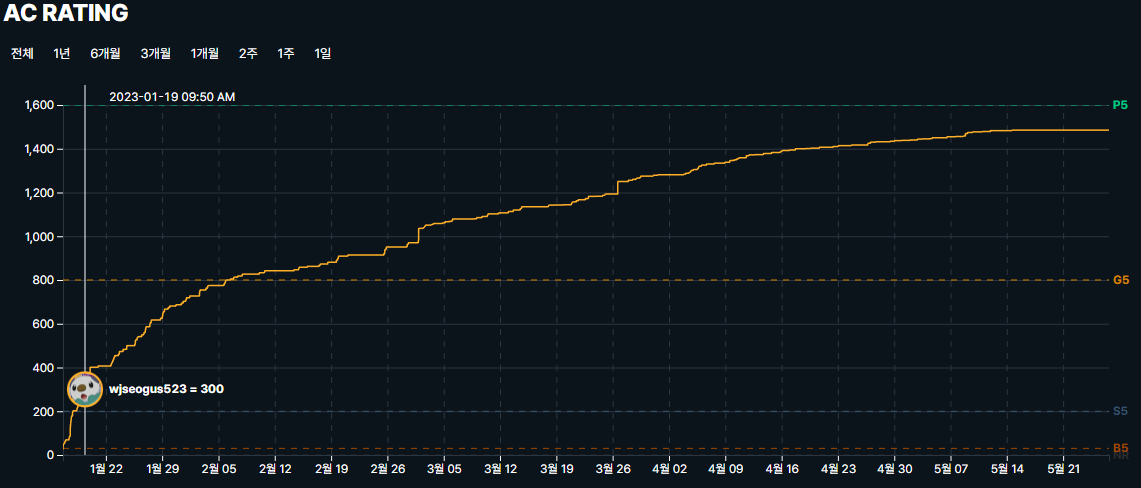 AC RATING
전체 1년 6개월 3개월 1개월 2주 1주 1일
2023-01-19 09:50 AM
1,600 P5
1,400
1,200
1,000
800 G5
600
400
wjseogus523 = 300
200 S5
B5
NR
0
1월 22 1월 29 2월 05 2월 12 2월 19 2월 26 3월 05 3월 12 3월 19 3월 26 4월 02 4월 09 4월 16 4월 23 4월 30 5월 07 5월 14 5월 21